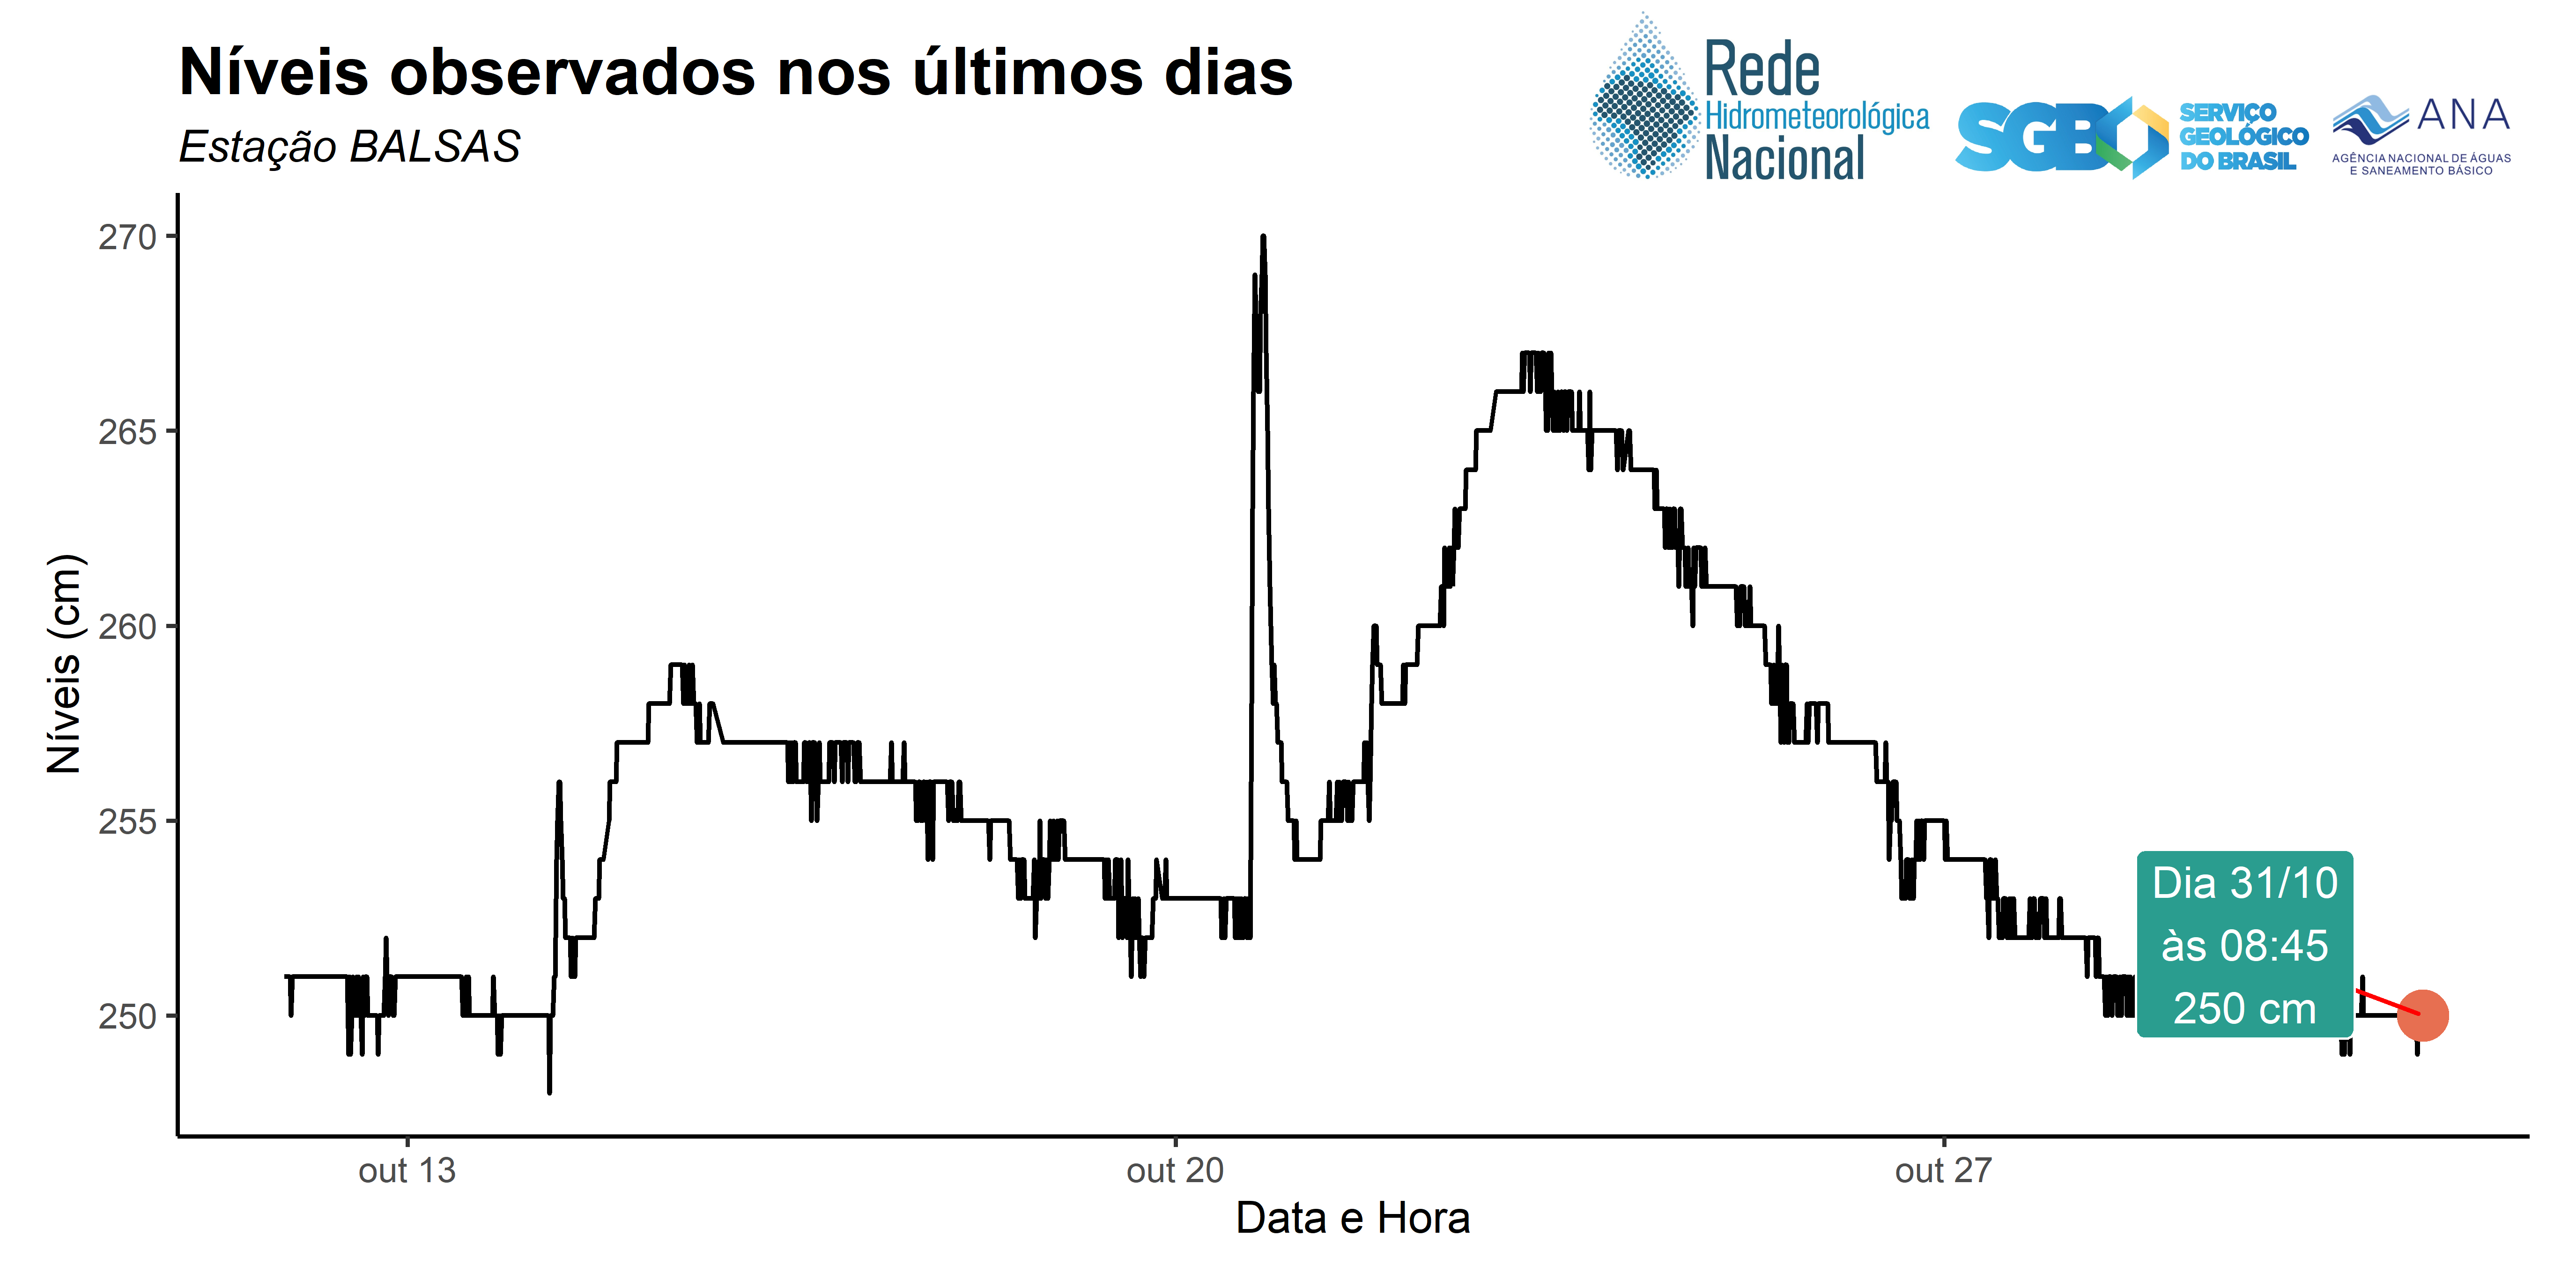 Níveis observados nos últimos dias
Estação BALSAS
Rede
Hidrometeorológica
Nacional
SGB
SERVIÇO
GEOLÓGICO
DO BRASIL
ANA
AGÊNCIA NACIONAL DE ÁGUAS
E SANEAMENTO BÁSICO
Níveis (cm)
270
265
260
255
250
Dia 31/10
às 08:45
250 cm
out 13
out 20
out 27
Data e Hora